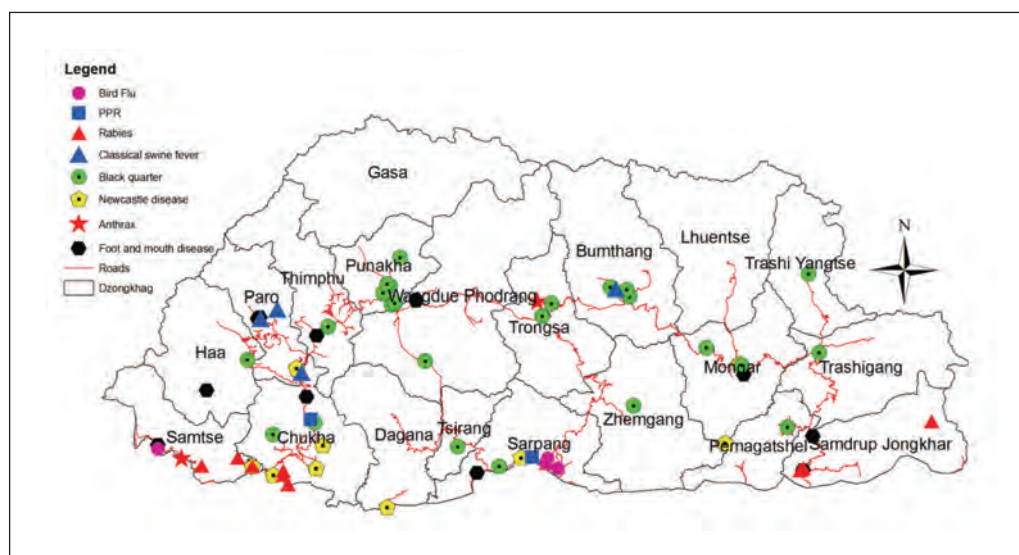 Legend
Bird Flu
PPR
Rabies
Classical swine fever
Black quarter
Newcastle disease
Anthrax
Foot and mouth disease
Roads
Dzongkhag
N
Gasa
Punakha
Thimphu
Paro
Haa
Wangdue Phodrang
Bumthang
Lhuentse
Trashi Yangtse
Trongsa
Mongar
Trashigang
Zhemgang
Samtse
Chukha
Dagana
Tsirang
Sarpang
Pemagatshel
Samdrup Jongkhar